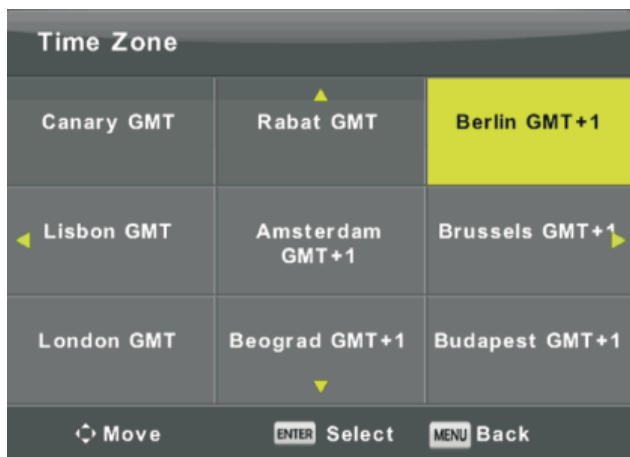 Time Zone
Canary GMT
Rabat GMT
Berlin GMT+1
Lisbon GMT
Amsterdam
GMT+1
Brussels GMT+1
London GMT
Beograd GMT+1
Budapest GMT+1
Move
ENTER Select
MENU Back